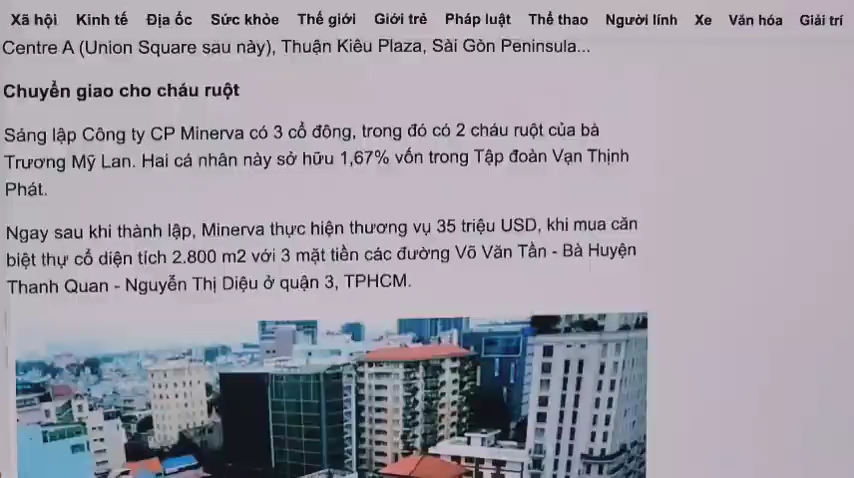 Xã hội Kinh tế Địa ốc Sức khỏe Thế giới Giới trẻ Pháp luật Thể thao Người lính Xe Văn hóa Giải trí
Centre A (Union Square sau này), Thuận Kiêu Plaza, Sài Gòn Peninsula...
Chuyển giao cho cháu ruột
Sáng lập Công ty CP Minerva có 3 cổ đông, trong đó có 2 cháu ruột của bà
Trương Mỹ Lan. Hai cá nhân này sở hữu 1,67% vốn trong Tập đoàn Vạn Thịnh
Phát.
Ngay sau khi thành lập, Minerva thực hiện thương vụ 35 triệu USD, khi mua căn
biệt thự cổ diện tích 2.800 m2 với 3 mặt tiền các đường Võ Văn Tần - Bà Huyện
Thanh Quan - Nguyễn Thị Diệu ở quận 3, TPHCM.